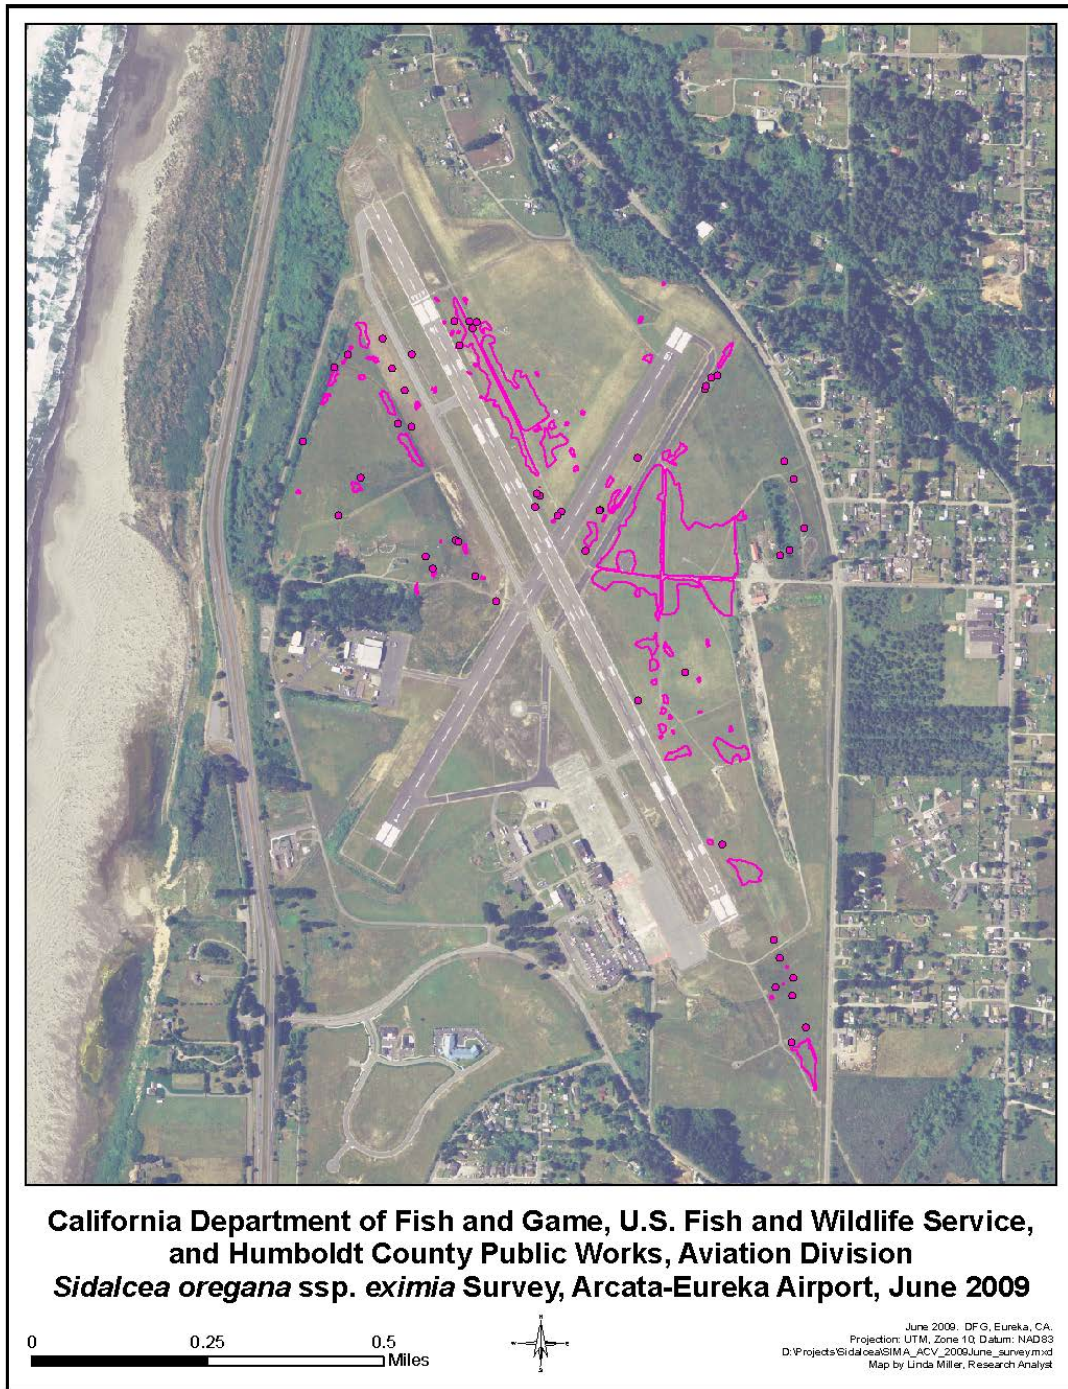 California Department of Fish and Game, U.S. Fish and Wildlife Service,
and Humboldt County Public Works, Aviation Division
Sidalcea oregana ssp. eximia Survey, Arcata-Eureka Airport, June 2009
0 0.25 0.5
Miles
June 2009. DFG, Eureka, CA.
Projection: UTM, Zone 10; Datum: NAD83
D:\Projects\Sidalcea\SIMA_ACV_2009June_survey.mxd
Map by Linda Miller, Research Analyst